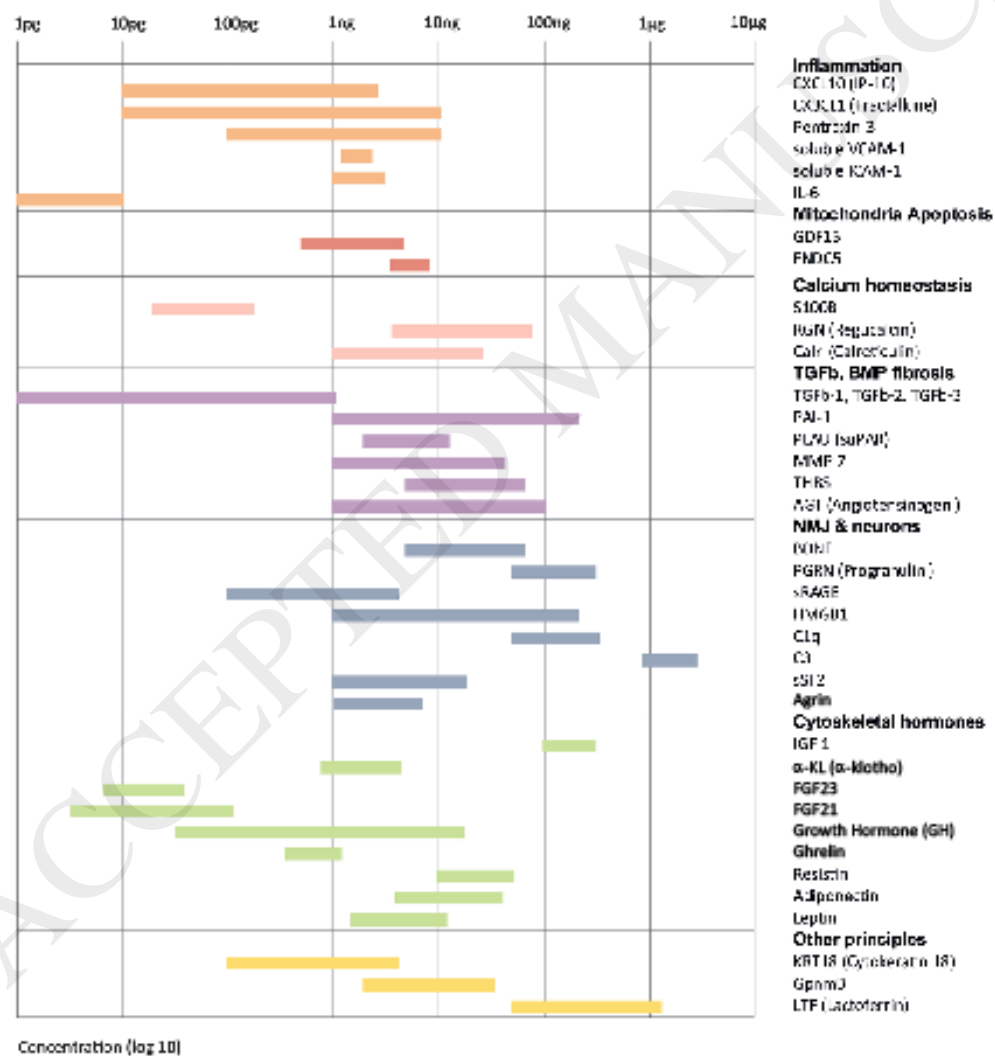 1pg 10pg 100pg 1ng 10ng 100ng 1µg 10µg
Inflammation
CXCL10 (IP-10)
CX3CL1 (Fractalkine)
Pentraxin 3
soluble VCAM-1
soluble ICAM-1
IL-6
Mitochondria Apoptosis
GDF15
FNDC5
Calcium homeostasis
S100B
RGN (Regucalcin)
Calr (Calreticulin)
TGFb, BMP fibrosis
TGFb-1, TGFb-2, TGFb-3
PAI-1
PLAU (suPAR)
MMP 7
THBS
AGT (Angiotensinogen)
NMJ & neurons
BDNF
PGRN (Progranulin)
sRAGE
HMGB1
C1q
C3
sST2
Agrin
Cytoskeletal hormones
IGF 1
α-KL (α-klotho)
FGF23
FGF21
Growth Hormone (GH)
Ghrelin
Resistin
Adiponectin
Leptin
Other principles
KRT18 (Cytokeratin 18)
LTF (Lactoferrin)
Concentration (log 10)
ACCEPTED MANUSC